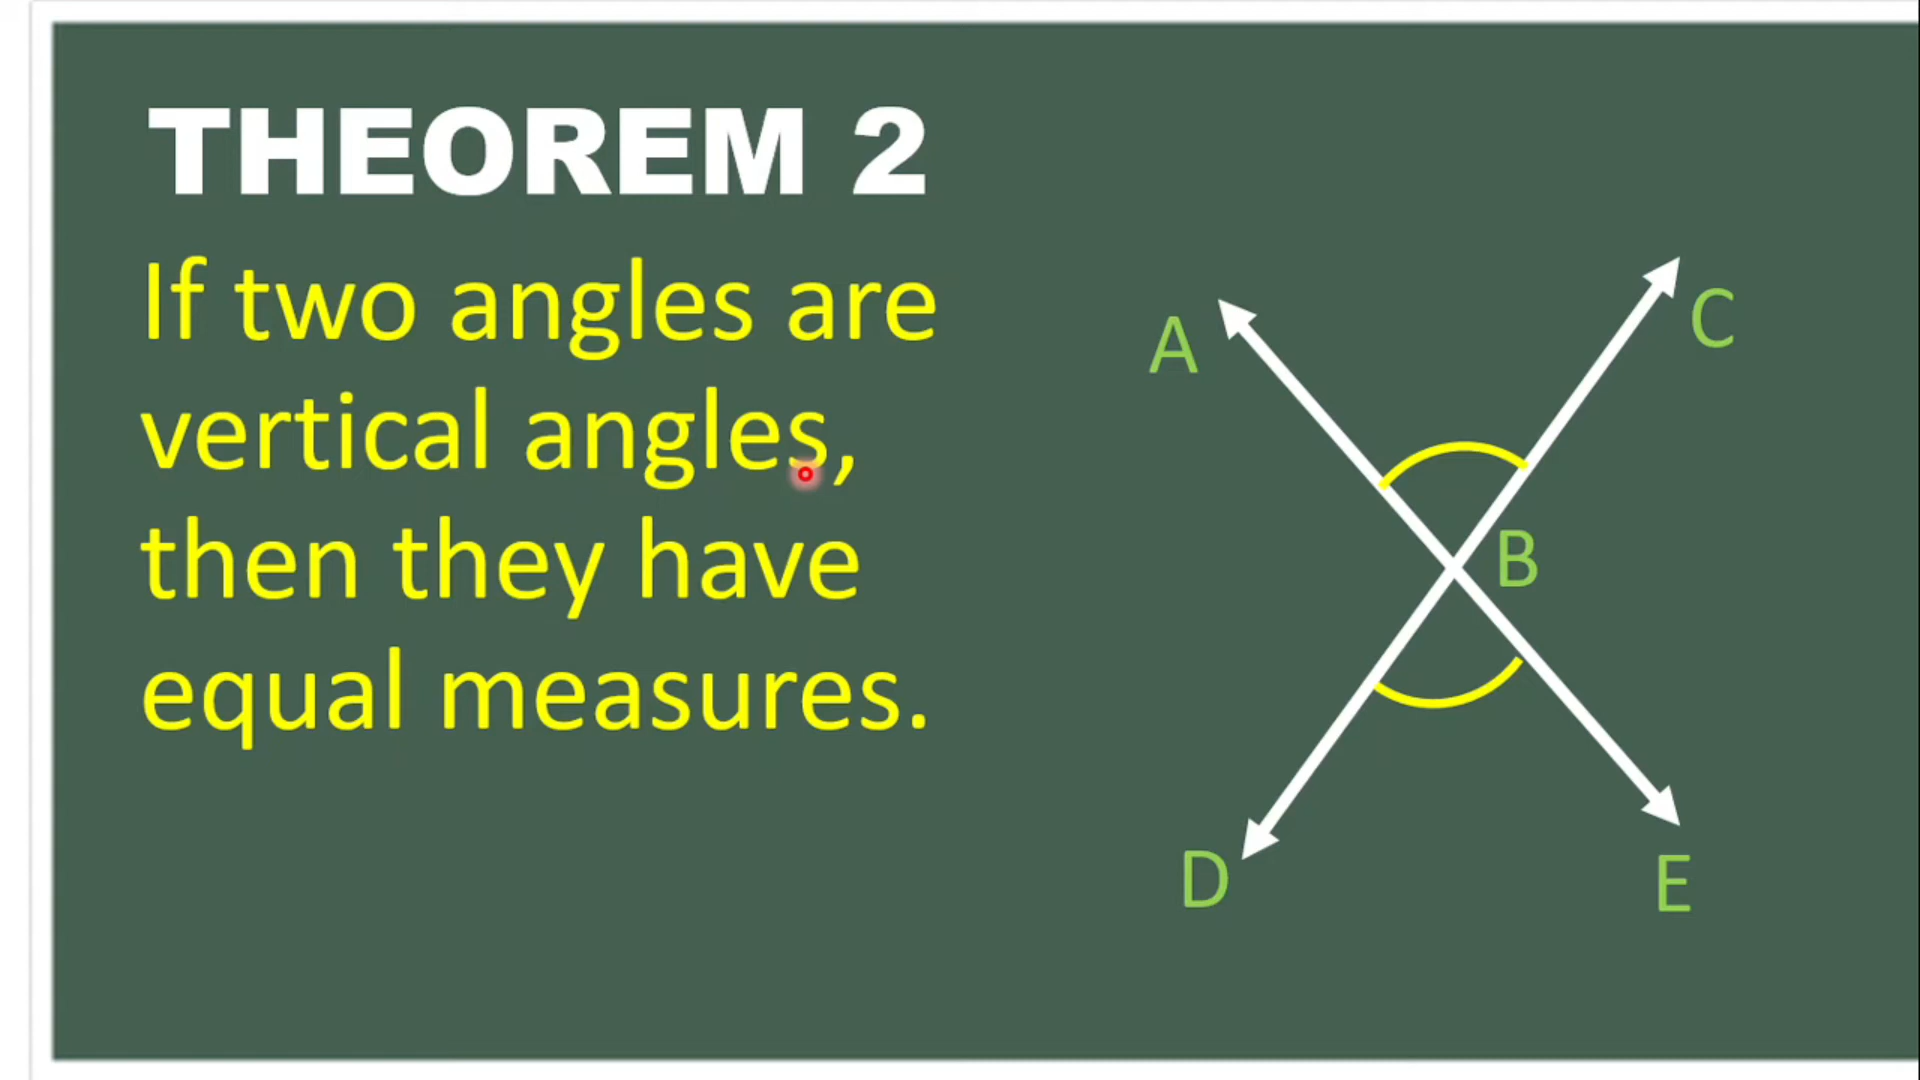 THEOREM 2
If two angles are
vertical angles,
then they have
equal measures.
A
C
B
D
E